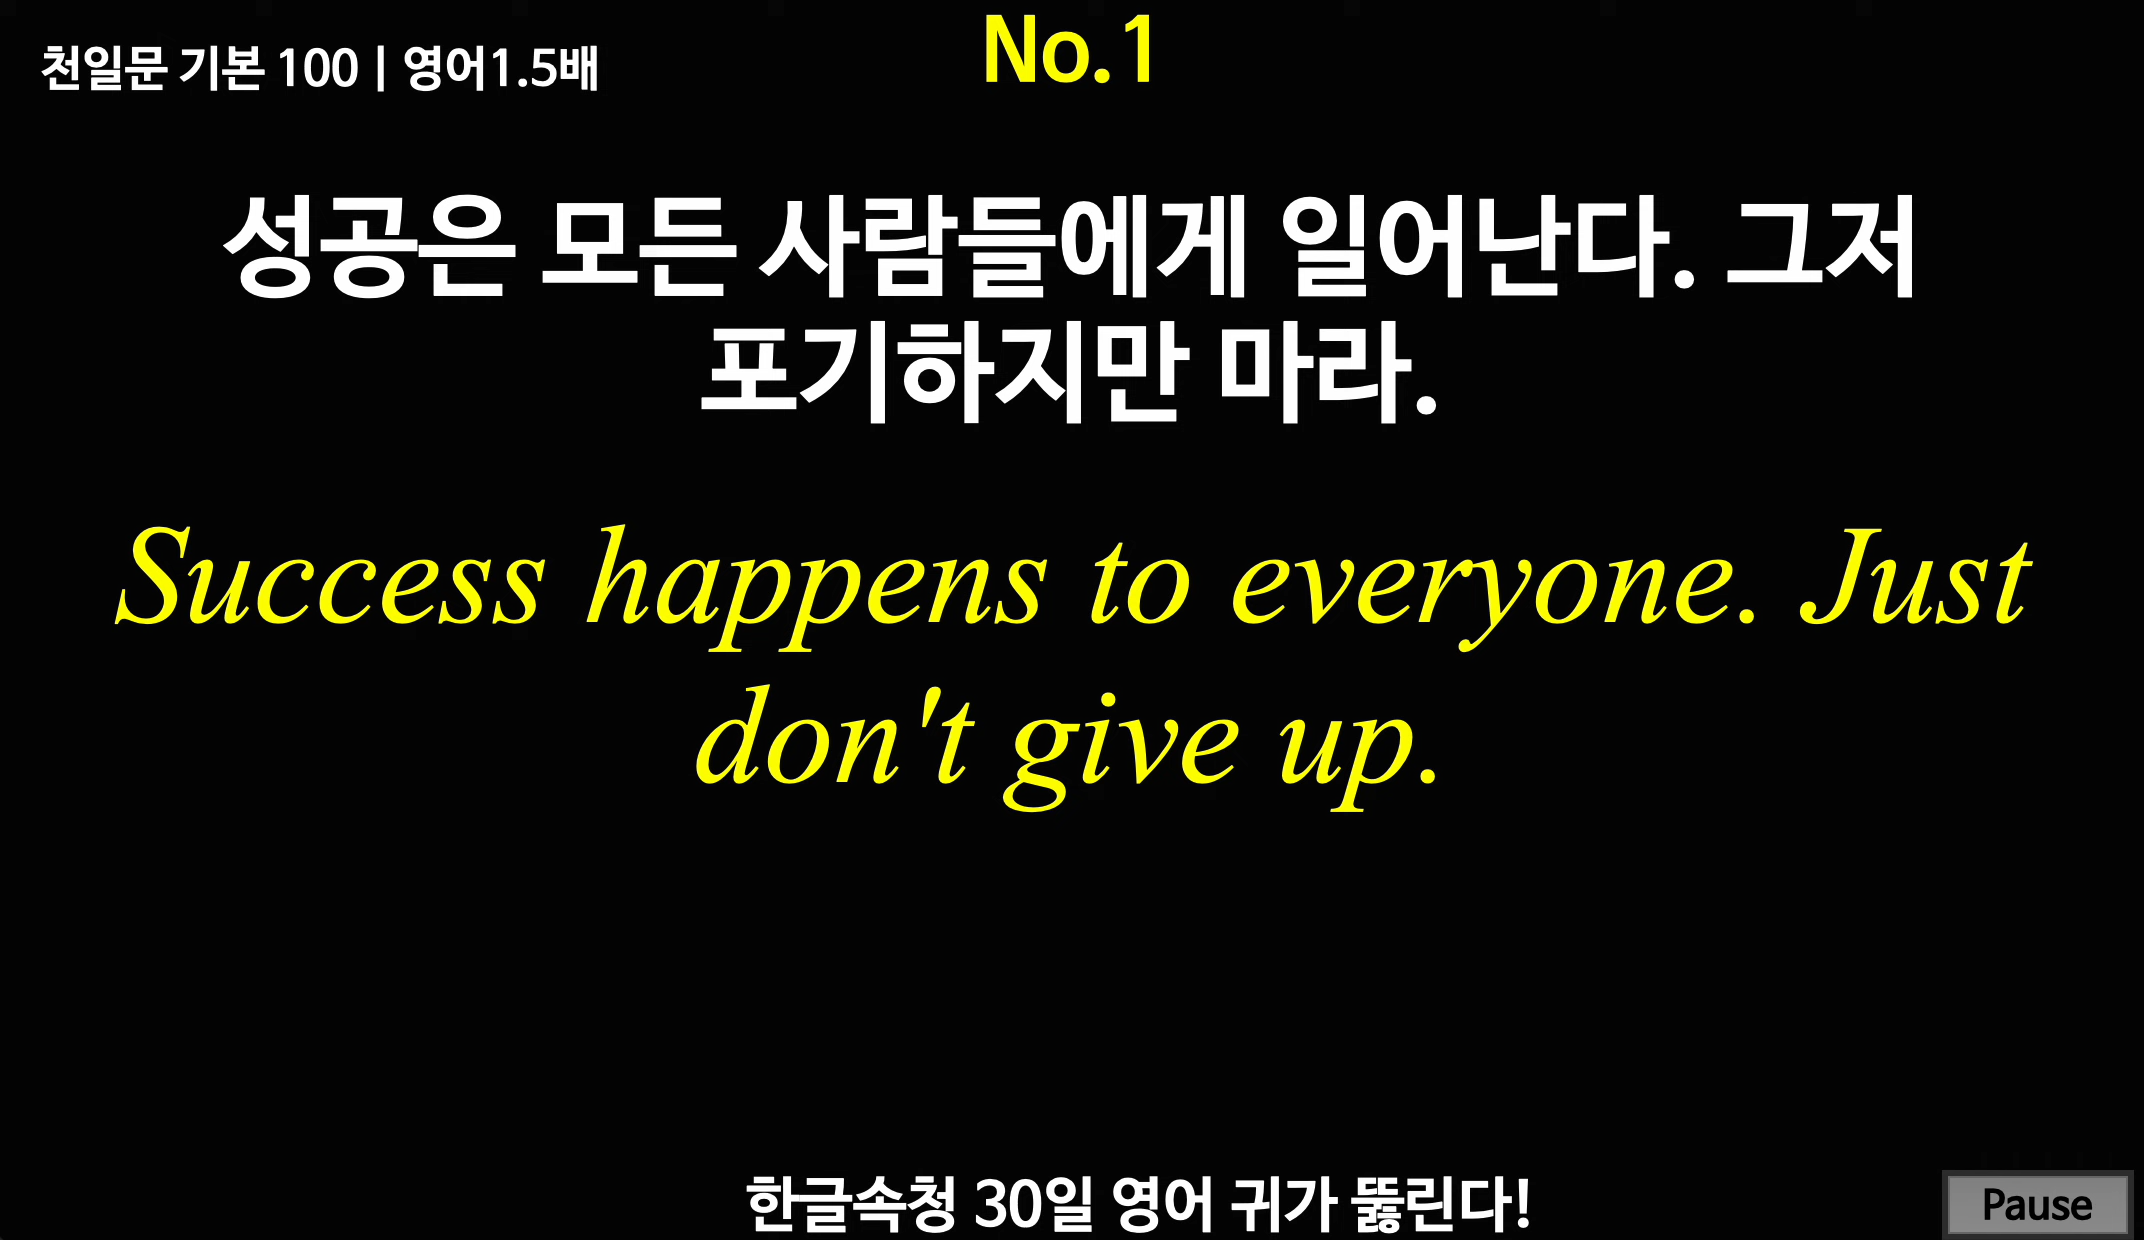 No.1
천일문 기본 100 | 영어1.5배
성공은 모든 사람들에게 일어난다. 그저
포기하지만 마라.
Success happens to everyone. Just
don't give up.
한글속청 30일 영어 귀가 뚫린다!
Pause